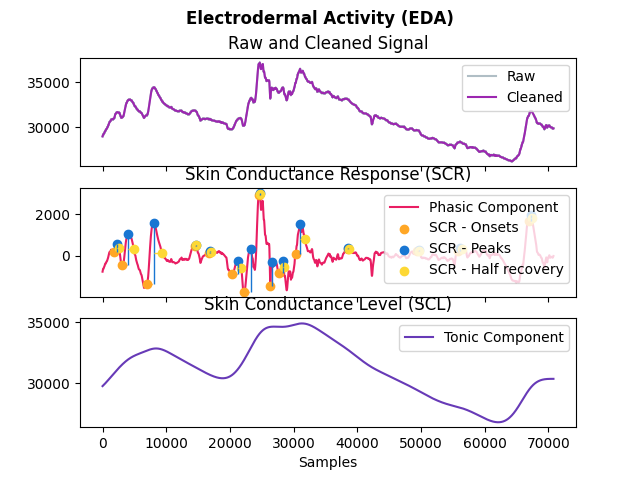 Electrodermal Activity (EDA)
Raw and Cleaned Signal
35000
30000
Raw
Cleaned
Skin Conductance Response (SCR)
2000
0
Phasic Component
SCR - Onsets
SCR - Peaks
SCR - Half recovery
Skin Conductance Level (SCL)
35000
30000
Tonic Component
0 10000 20000 30000 40000 50000 60000 70000
Samples